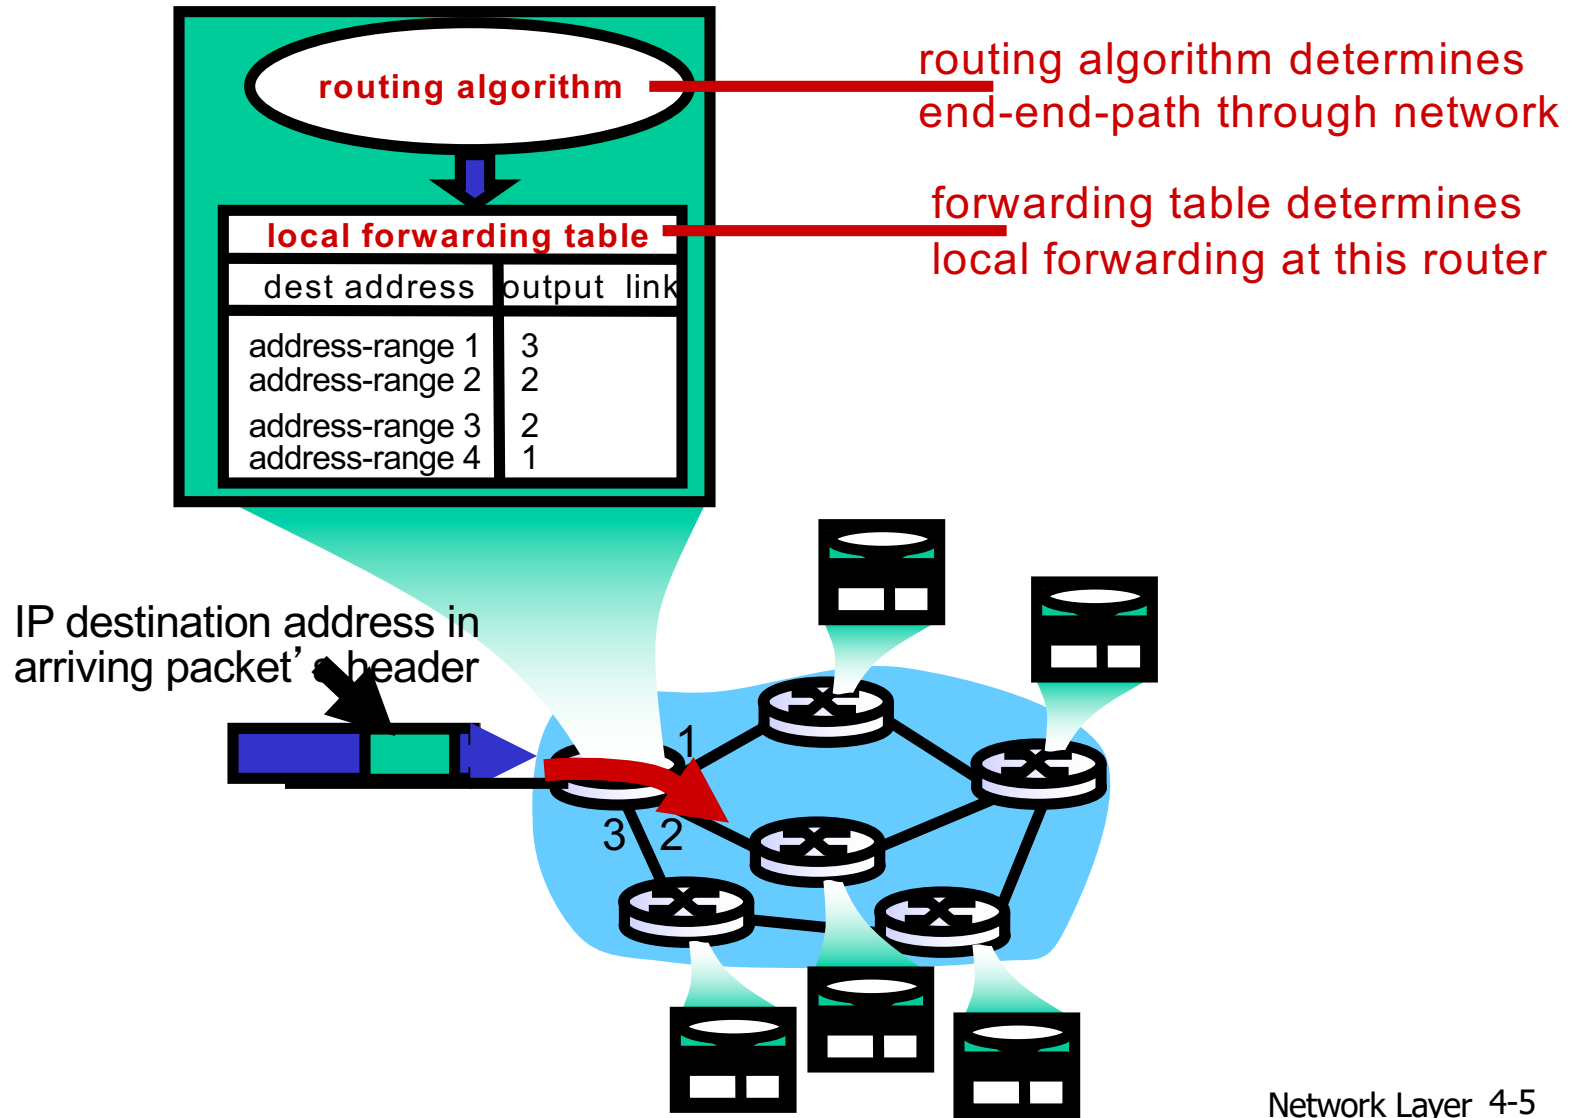 routing algorithm
routing algorithm determines
end-end-path through network
local forwarding table
forwarding table determines
local forwarding at this router
dest address output link
address-range 1 3
address-range 2 2
address-range 3 2
address-range 4 1
IP destination address in
arriving packet’s header
1
3 2
Network Layer 4-5